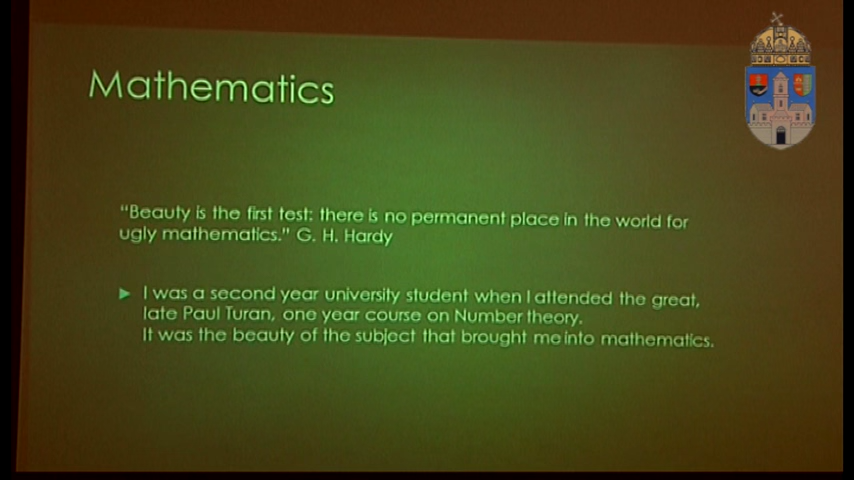 Mathematics
“Beauty is the first test: there is no permanent place in the world for
ugly mathematics.” G. H. Hardy
► I was a second year university student when I attended the great,
late Paul Turan, one year course on Number theory.
It was the beauty of the subject that brought me into mathematics.